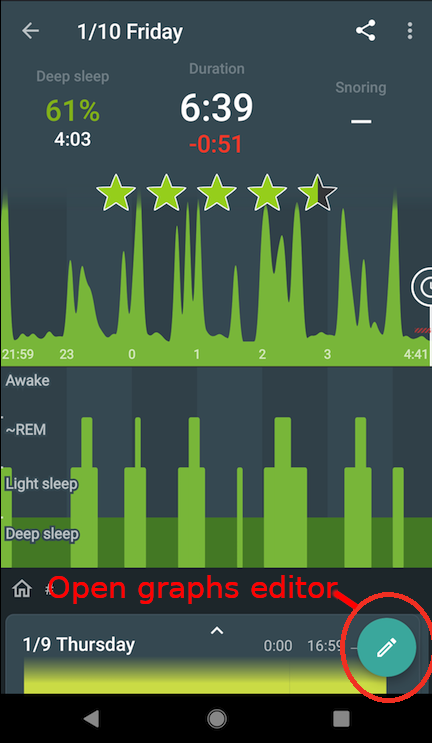 1/10 Friday
Deep sleep
Duration
Snoring
61%
6:39
–
4:03
-0:51
21:59 23 0 1 2 3 4:41
Awake
~REM
Light sleep
Deep sleep
#
Open graphs editor
1/9 Thursday
0:00 16:59 –